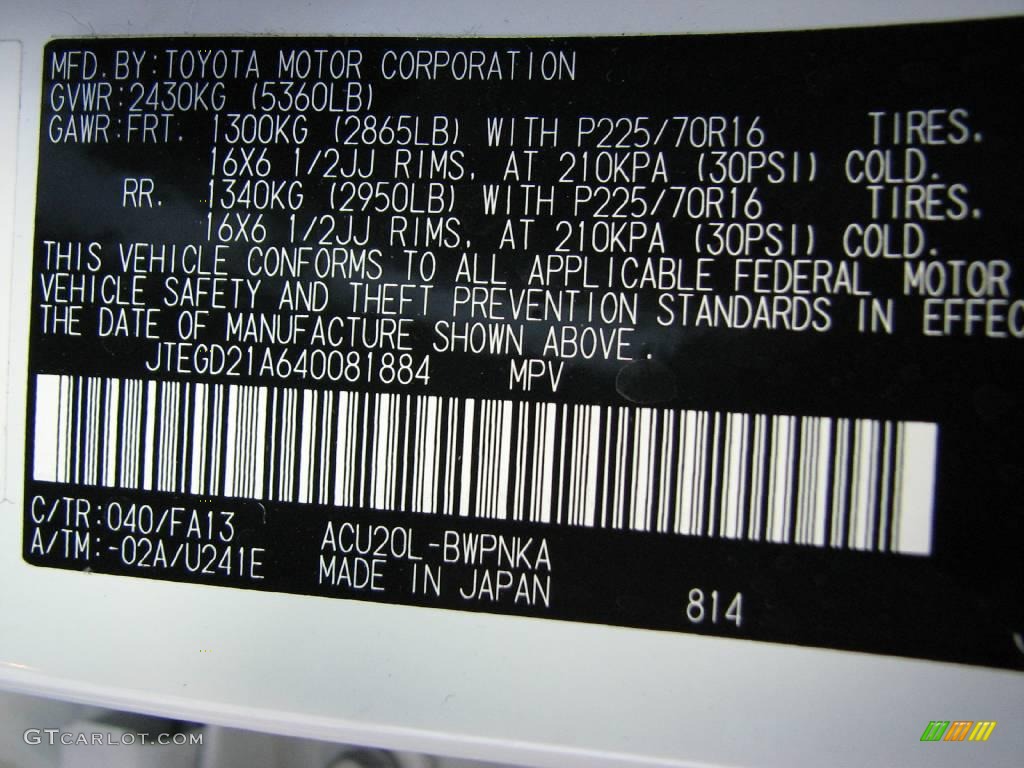 MFD.BY:TOYOTA MOTOR CORPORATION
GVWR:2430KG (5360LB)
GAWR:FRT. 1300KG (2865LB) WITH P225/70R16 TIRES.
16X6 1/2JJ RIMS, AT 210KPA (30PSI) COLD.
RR. 1340KG (2950LB) WITH P225/70R16 TIRES.
16X6 1/2JJ RIMS, AT 210KPA (30PSI) COLD.
THIS VEHICLE CONFORMS TO ALL APPLICABLE FEDERAL MOTOR
VEHICLE SAFETY AND THEFT PREVENTION STANDARDS IN EFFEC
THE DATE OF MANUFACTURE SHOWN ABOVE.
JTEGD21A640081884 MPV
C/TR:040/FA13
A/TM:-02A/U241E
ACU20L-BWPNKA
MADE IN JAPAN
814
GTCARLOT.COM